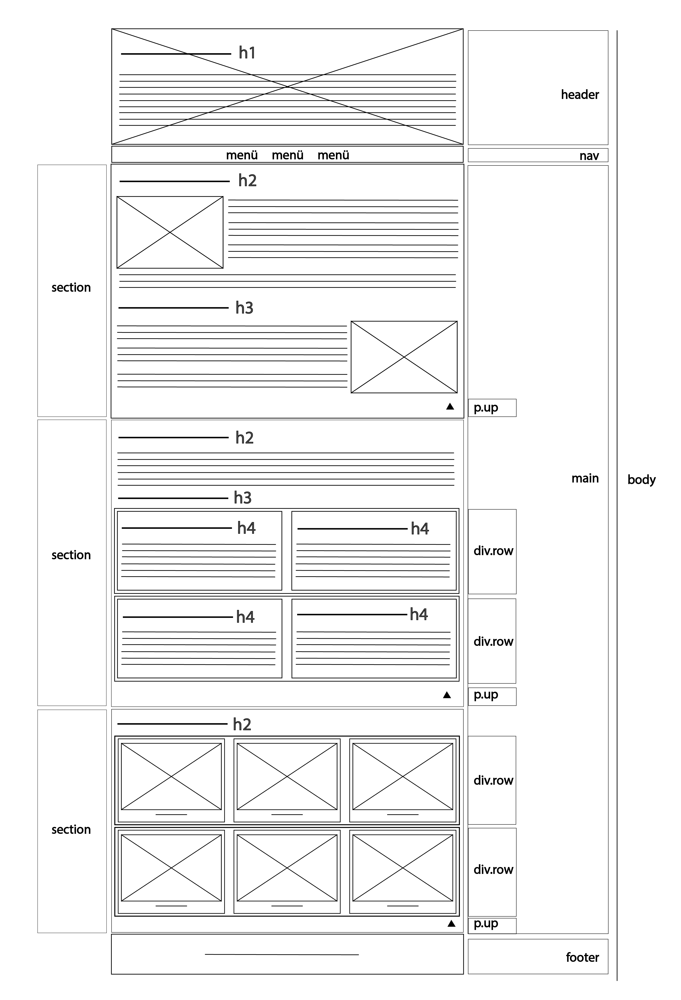 h1
header
menü menü menü
nav
h2
section
h3
p.up
h2
main
body
h3
h4
h4
div.row
section
h4
h4
div.row
p.up
h2
div.row
section
div.row
p.up
footer